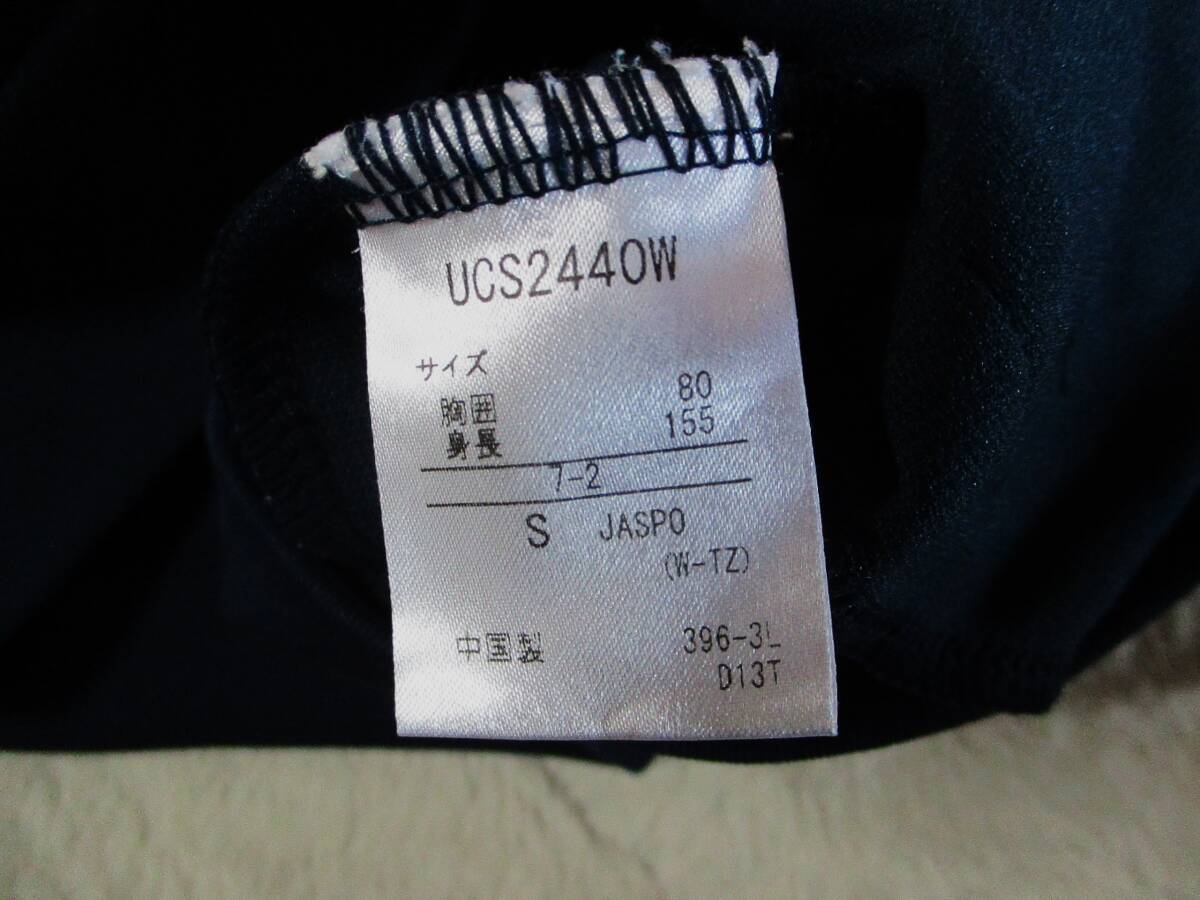 UCS2440W
サイズ
胸囲 80
身長 155
7-2
S JASPO
(W-TZ)
中国製 396-3L
D13T